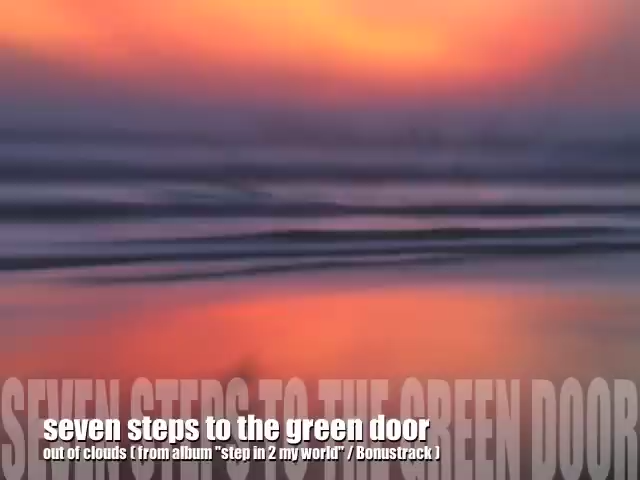 SEVEN STEPS TO THE GREEN DOOR
seven steps to the green door
out of clouds ( from album "step in 2 my world" / Bonustrack )